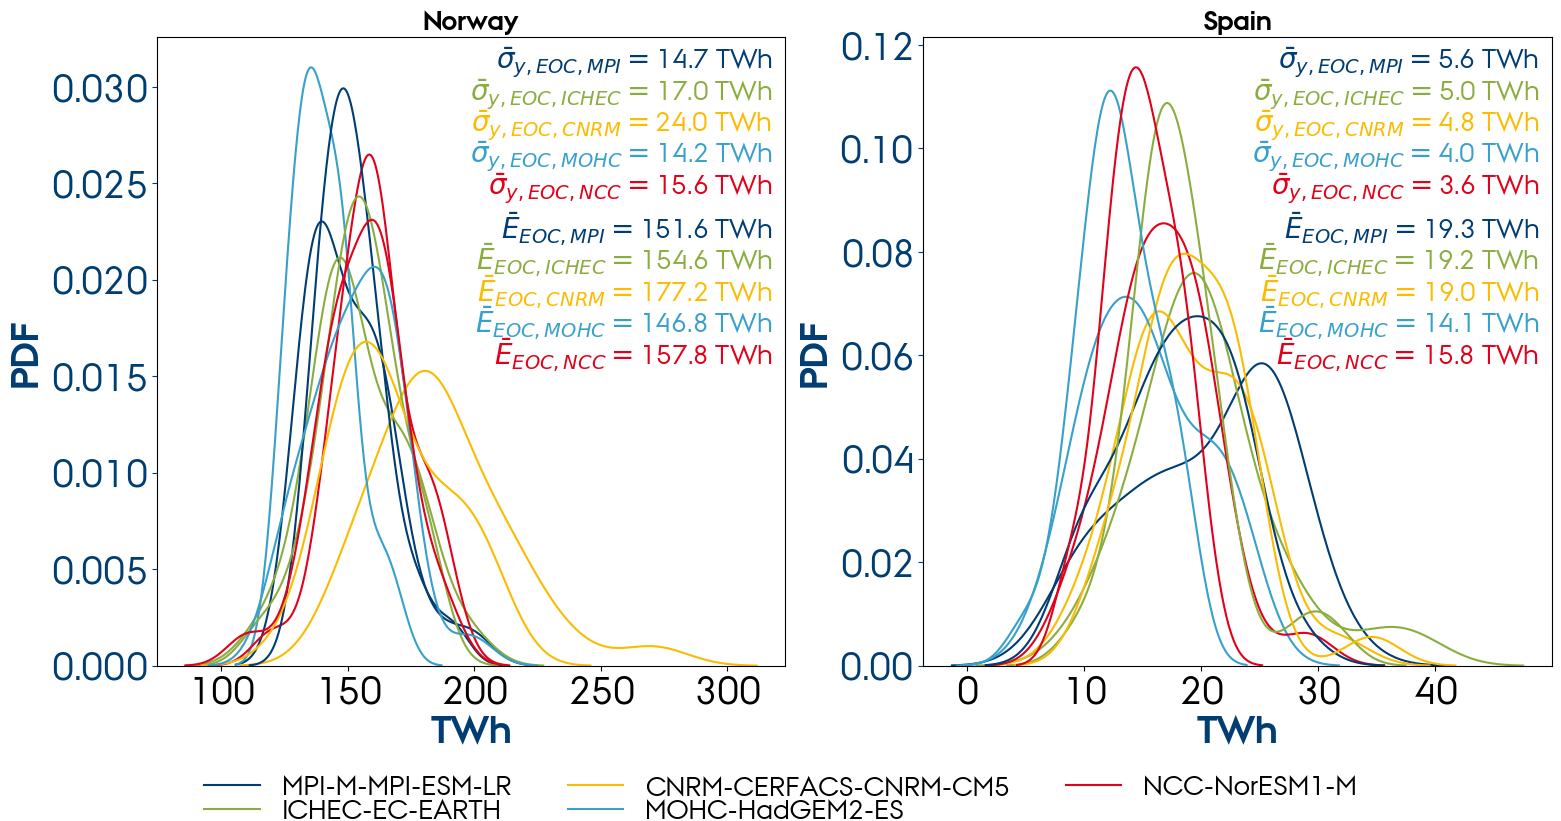 Norway
σ̄y,EOC,MPI = 14.7 TWh
σ̄y,EOC,ICHEC = 17.0 TWh
σ̄y,EOC,CNRM = 24.0 TWh
σ̄y,EOC,MOHC = 14.2 TWh
σ̄y,EOC,NCC = 15.6 TWh
ĒEOC,MPI = 151.6 TWh
ĒEOC,ICHEC = 154.6 TWh
ĒEOC,CNRM = 177.2 TWh
ĒEOC,MOHC = 146.8 TWh
ĒEOC,NCC = 157.8 TWh
0.030
0.025
0.020
0.015
0.010
0.005
0.000
PDF
100 150 200 250 300
TWh
Spain
σ̄y,EOC,MPI = 5.6 TWh
σ̄y,EOC,ICHEC = 5.0 TWh
σ̄y,EOC,CNRM = 4.8 TWh
σ̄y,EOC,MOHC = 4.0 TWh
σ̄y,EOC,NCC = 3.6 TWh
ĒEOC,MPI = 19.3 TWh
ĒEOC,ICHEC = 19.2 TWh
ĒEOC,CNRM = 19.0 TWh
ĒEOC,MOHC = 14.1 TWh
ĒEOC,NCC = 15.8 TWh
0.12
0.10
0.08
0.06
0.04
0.02
0.00
PDF
0 10 20 30 40
TWh
MPI-M-MPI-ESM-LR
ICHEC-EC-EARTH
CNRM-CERFACS-CNRM-CM5
MOHC-HadGEM2-ES
NCC-NorESM1-M